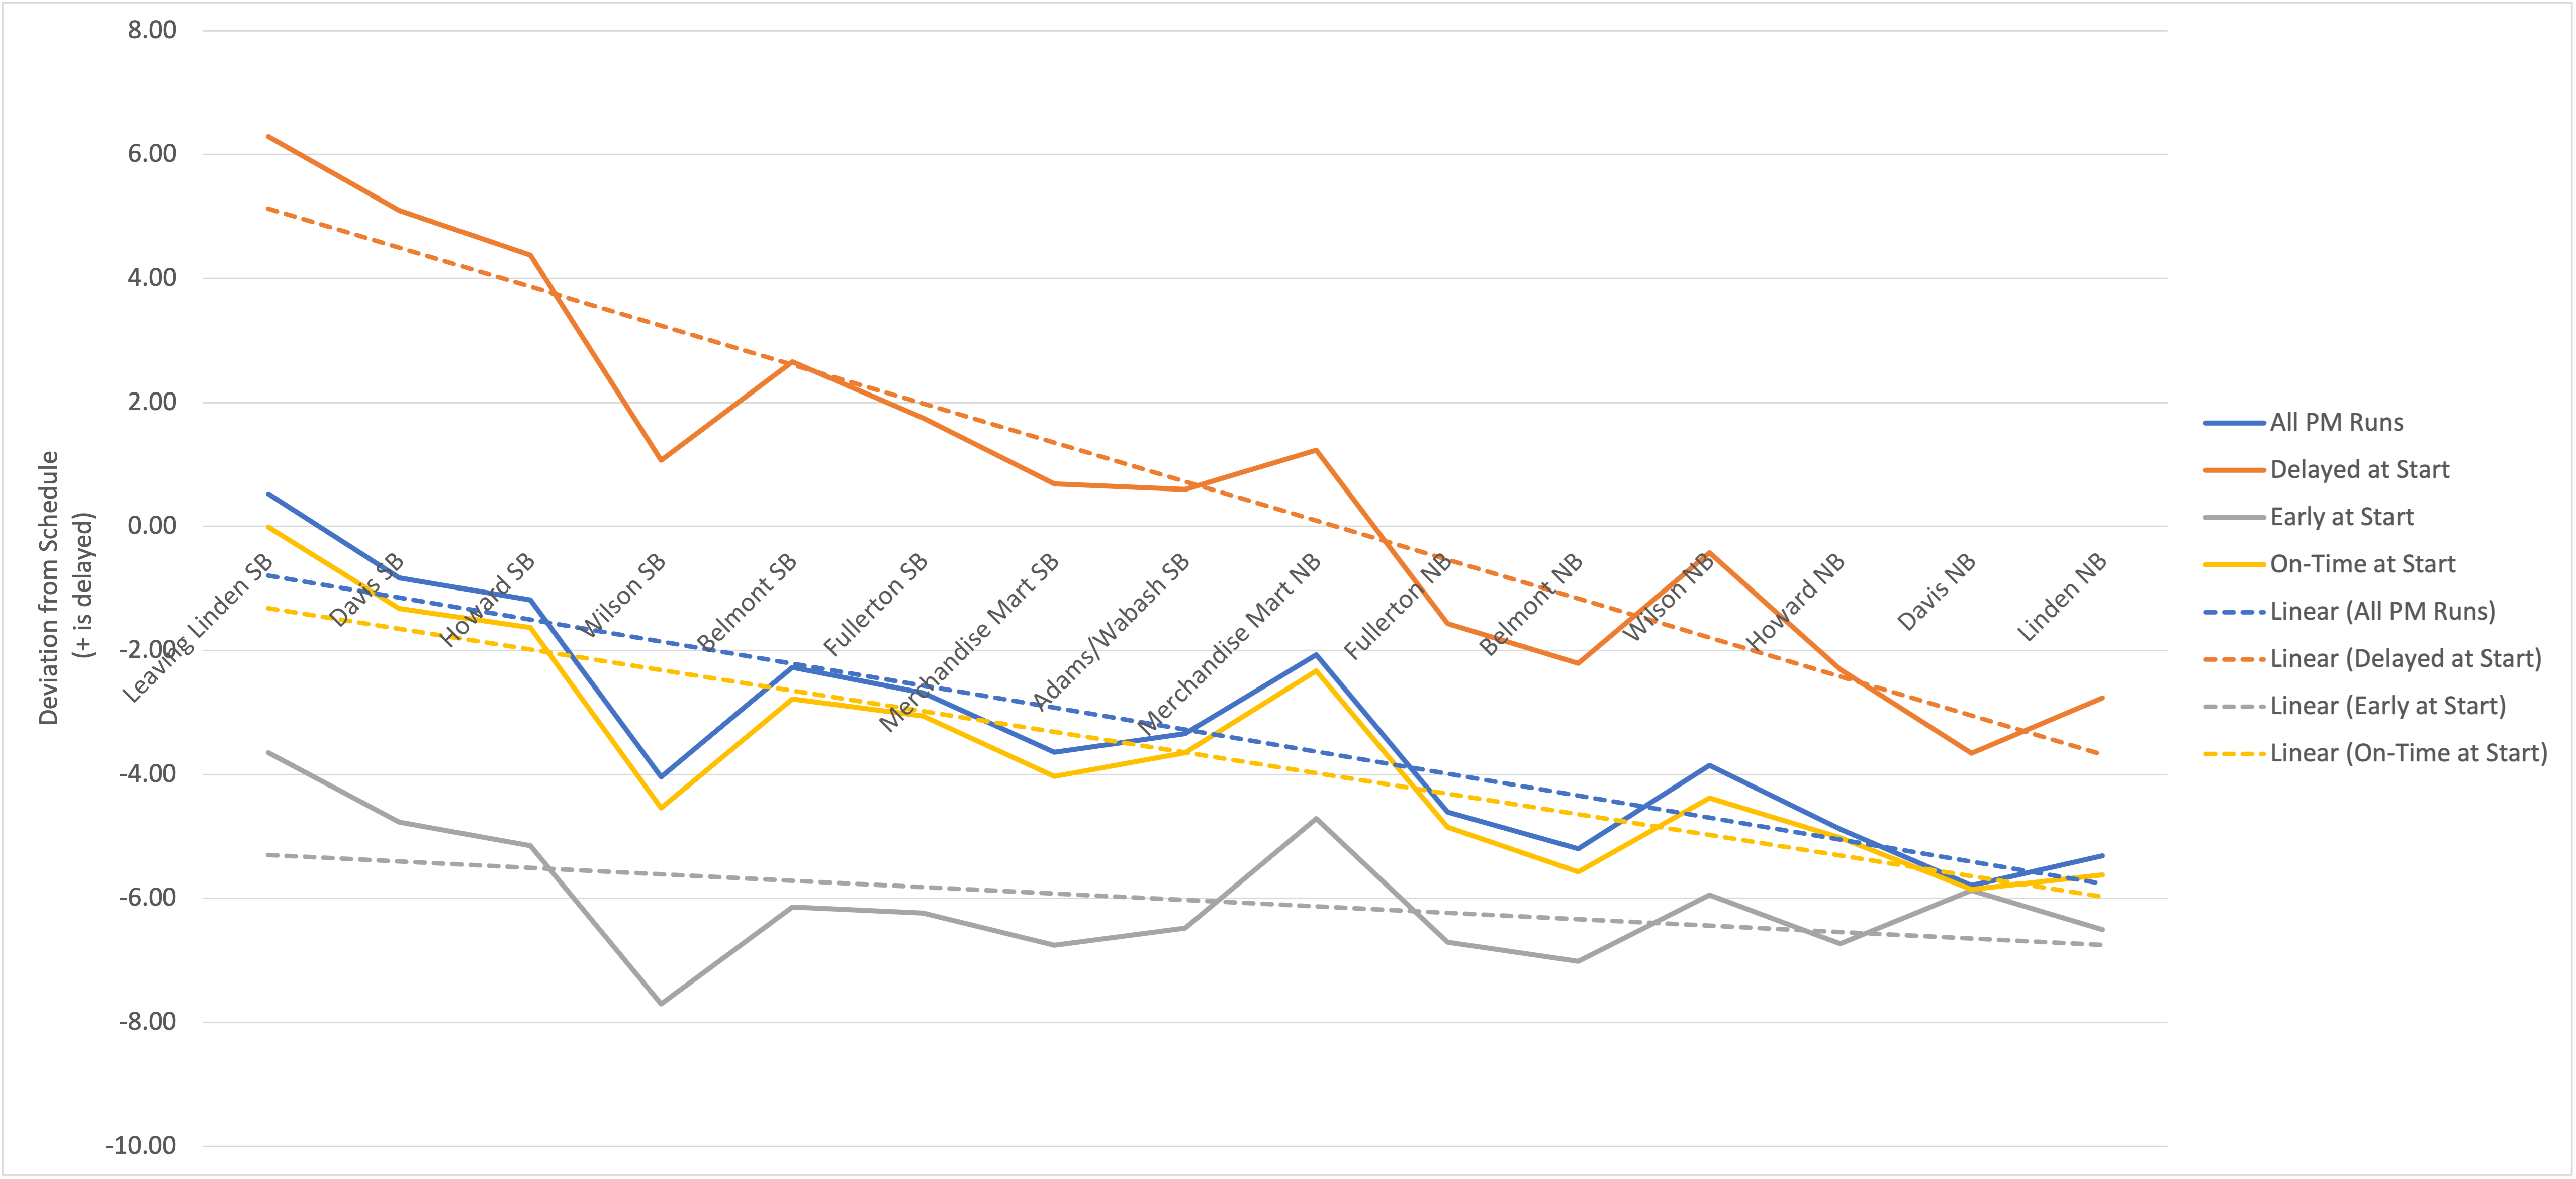 8.00
6.00
4.00
2.00
0.00
-2.00
-4.00
-6.00
-8.00
-10.00
Deviation from Schedule
(+ is delayed)
Leaving Linden SB
Davis SB
Howard SB
Wilson SB
Belmont SB
Fullerton SB
Merchandise Mart SB
Adams/Wabash SB
Merchandise Mart NB
Fullerton NB
Belmont NB
Wilson NB
Howard NB
Davis NB
Linden NB
All PM Runs
Delayed at Start
Early at Start
On-Time at Start
Linear (All PM Runs)
Linear (Delayed at Start)
Linear (Early at Start)
Linear (On-Time at Start)